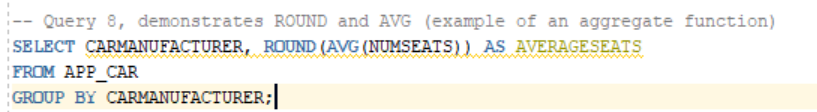 -- Query 8, demonstrates ROUND and AVG (example of an aggregate function)
SELECT CARMANUFACTURER, ROUND(AVG(NUMSEATS)) AS AVERAGESEATS
FROM APP_CAR
GROUP BY CARMANUFACTURER;